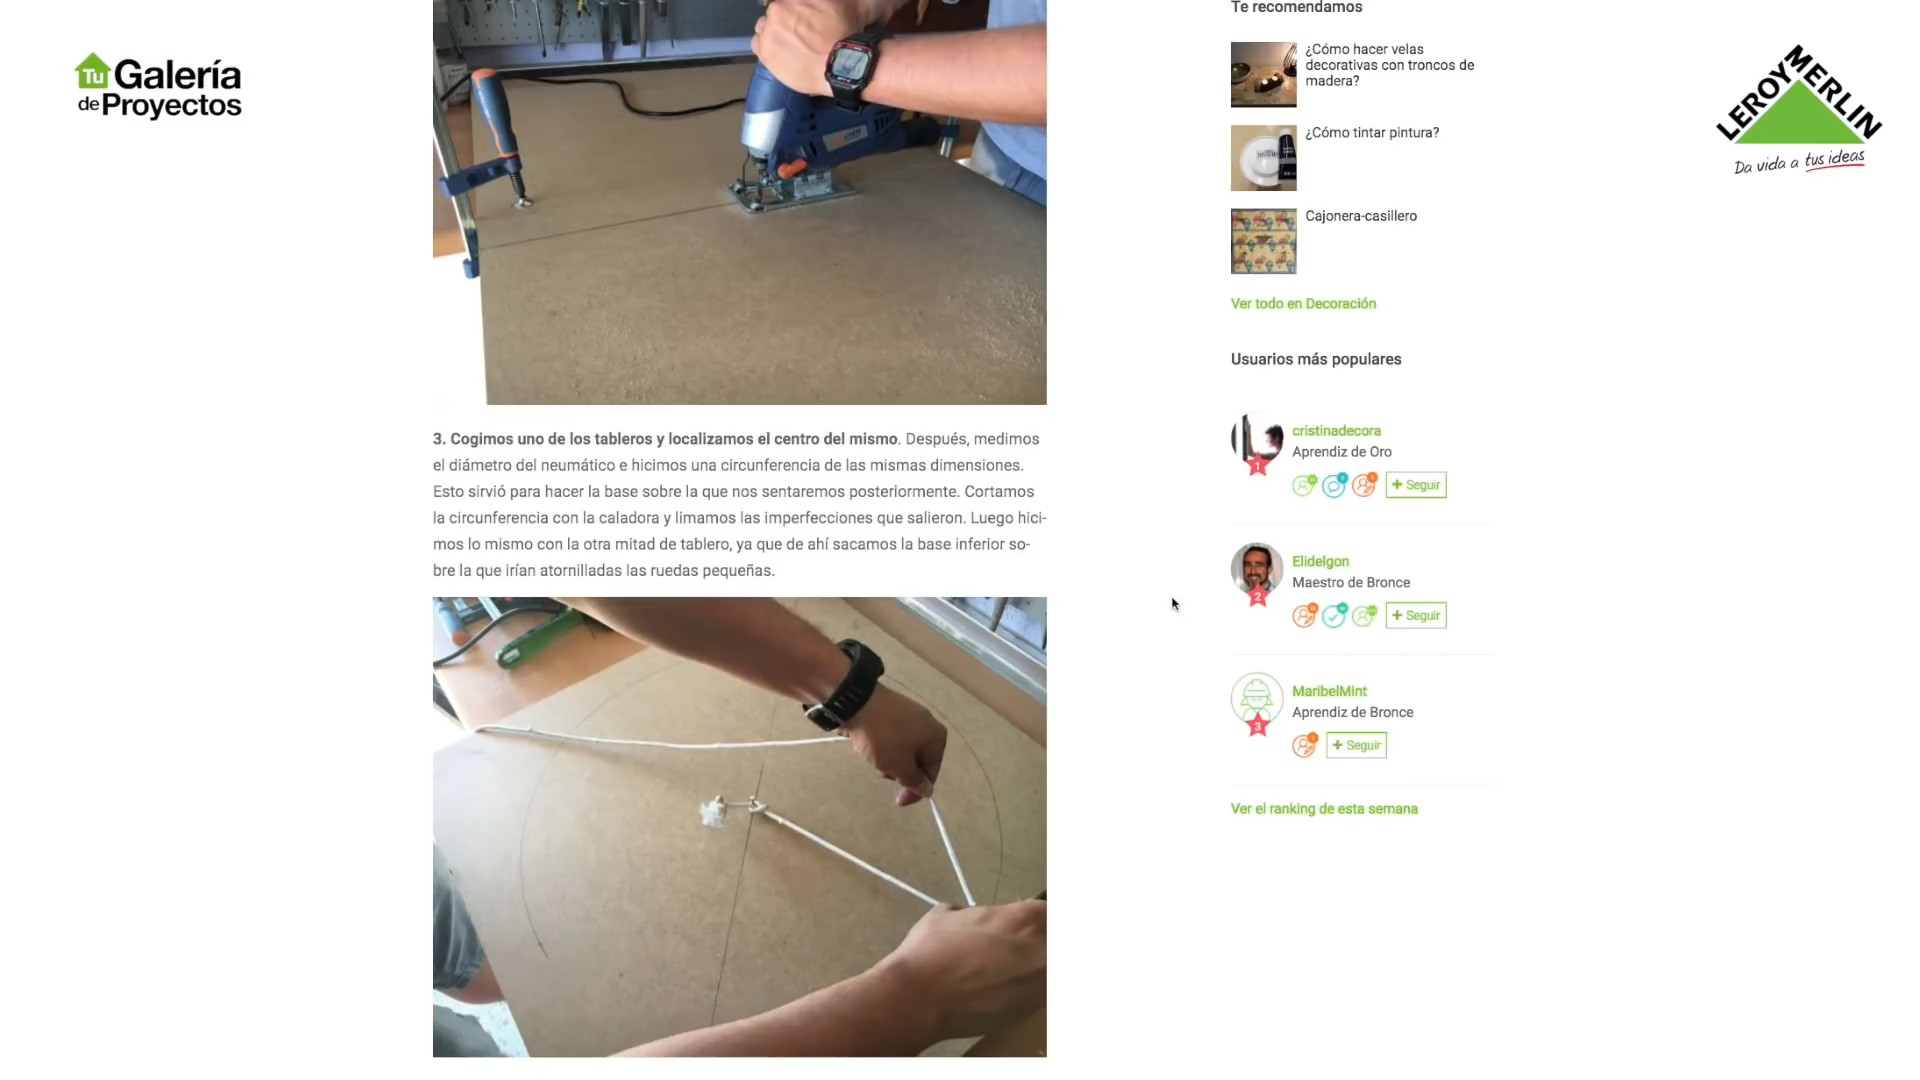 Tu Galería
de Proyectos
LEROY MERLIN
Da vida a tus ideas
3. Cogimos uno de los tableros y localizamos el centro del mismo. Después, medimos
el diámetro del neumático e hicimos una circunferencia de las mismas dimensiones.
Esto sirvió para hacer la base sobre la que nos sentaremos posteriormente. Cortamos
la circunferencia con la caladora y limamos las imperfecciones que salieron. Luego hici-
mos lo mismo con la otra mitad de tablero, ya que de ahí sacamos la base inferior so-
bre la que irían atornilladas las ruedas pequeñas.
Te recomendamos
¿Cómo hacer velas
decorativas con troncos de
madera?
¿Cómo tintar pintura?
Cajonera-casillero
Ver todo en Decoración
Usuarios más populares
1
cristinadecora
Aprendiz de Oro
+ Seguir
2
Elidelgon
Maestro de Bronce
+ Seguir
3
MaribelMint
Aprendiz de Bronce
+ Seguir
Ver el ranking de esta semana